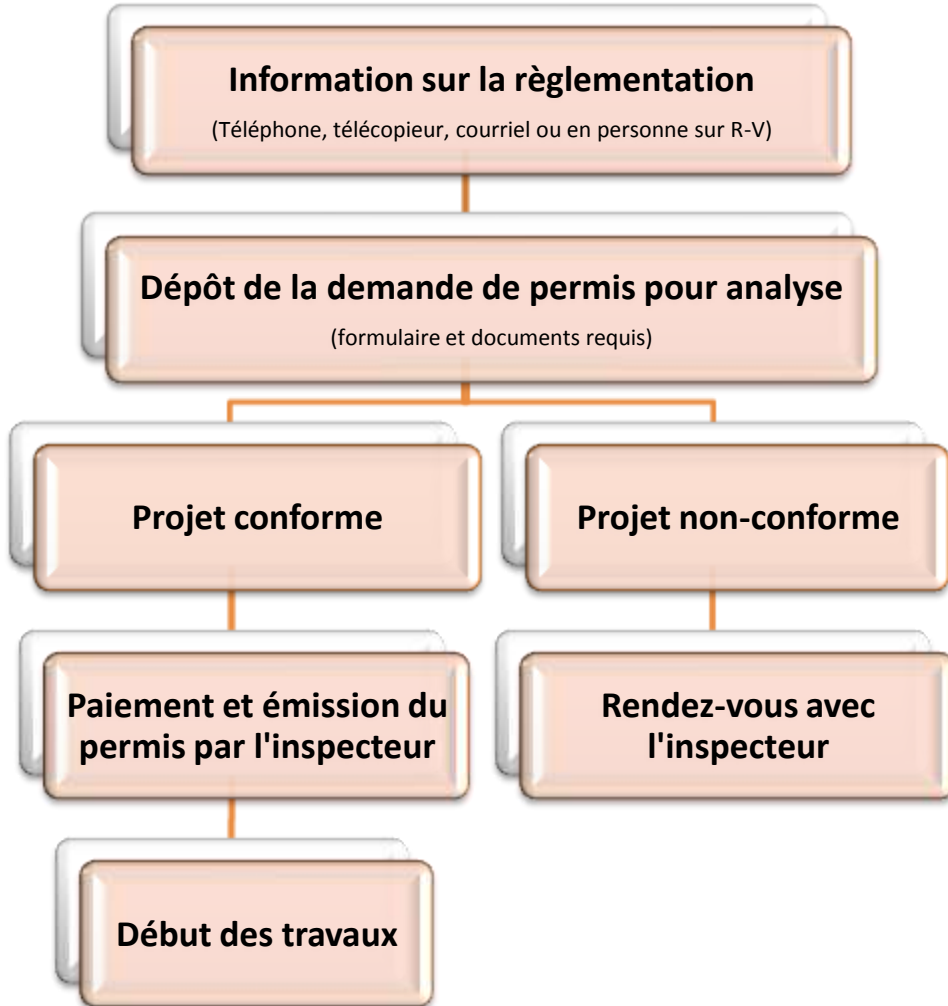 Information sur la règlementation
(Téléphone, télécopieur, courriel ou en personne sur R-V)
Dépôt de la demande de permis pour analyse
(formulaire et documents requis)
Projet conforme
Projet non-conforme
Paiement et émission du
permis par l'inspecteur
Rendez-vous avec
l'inspecteur
Début des travaux